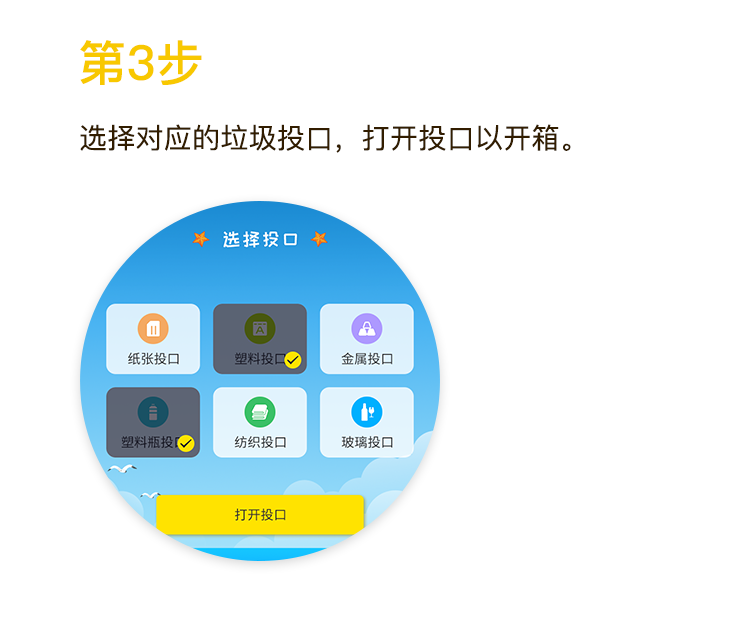 第3步
选择对应的垃圾投口，打开投口以开箱。
选择投口
纸张投口
塑料投口
金属投口
塑料瓶投口
纺织投口
玻璃投口
打开投口